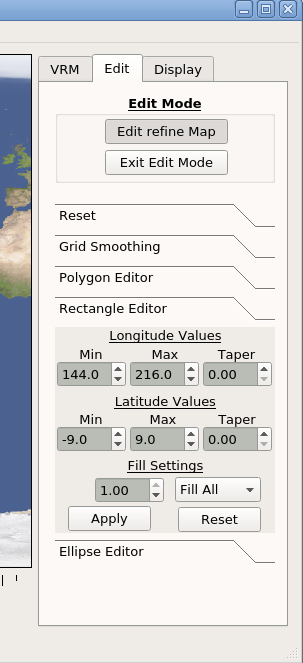 VRM Edit Display
Edit Mode
Edit refine Map
Exit Edit Mode
Reset
Grid Smoothing
Polygon Editor
Rectangle Editor
Longitude Values
Min Max Taper
144.0 216.0 0.00
Latitude Values
Min Max Taper
-9.0 9.0 0.00
Fill Settings
1.00 Fill All
Apply Reset
Ellipse Editor